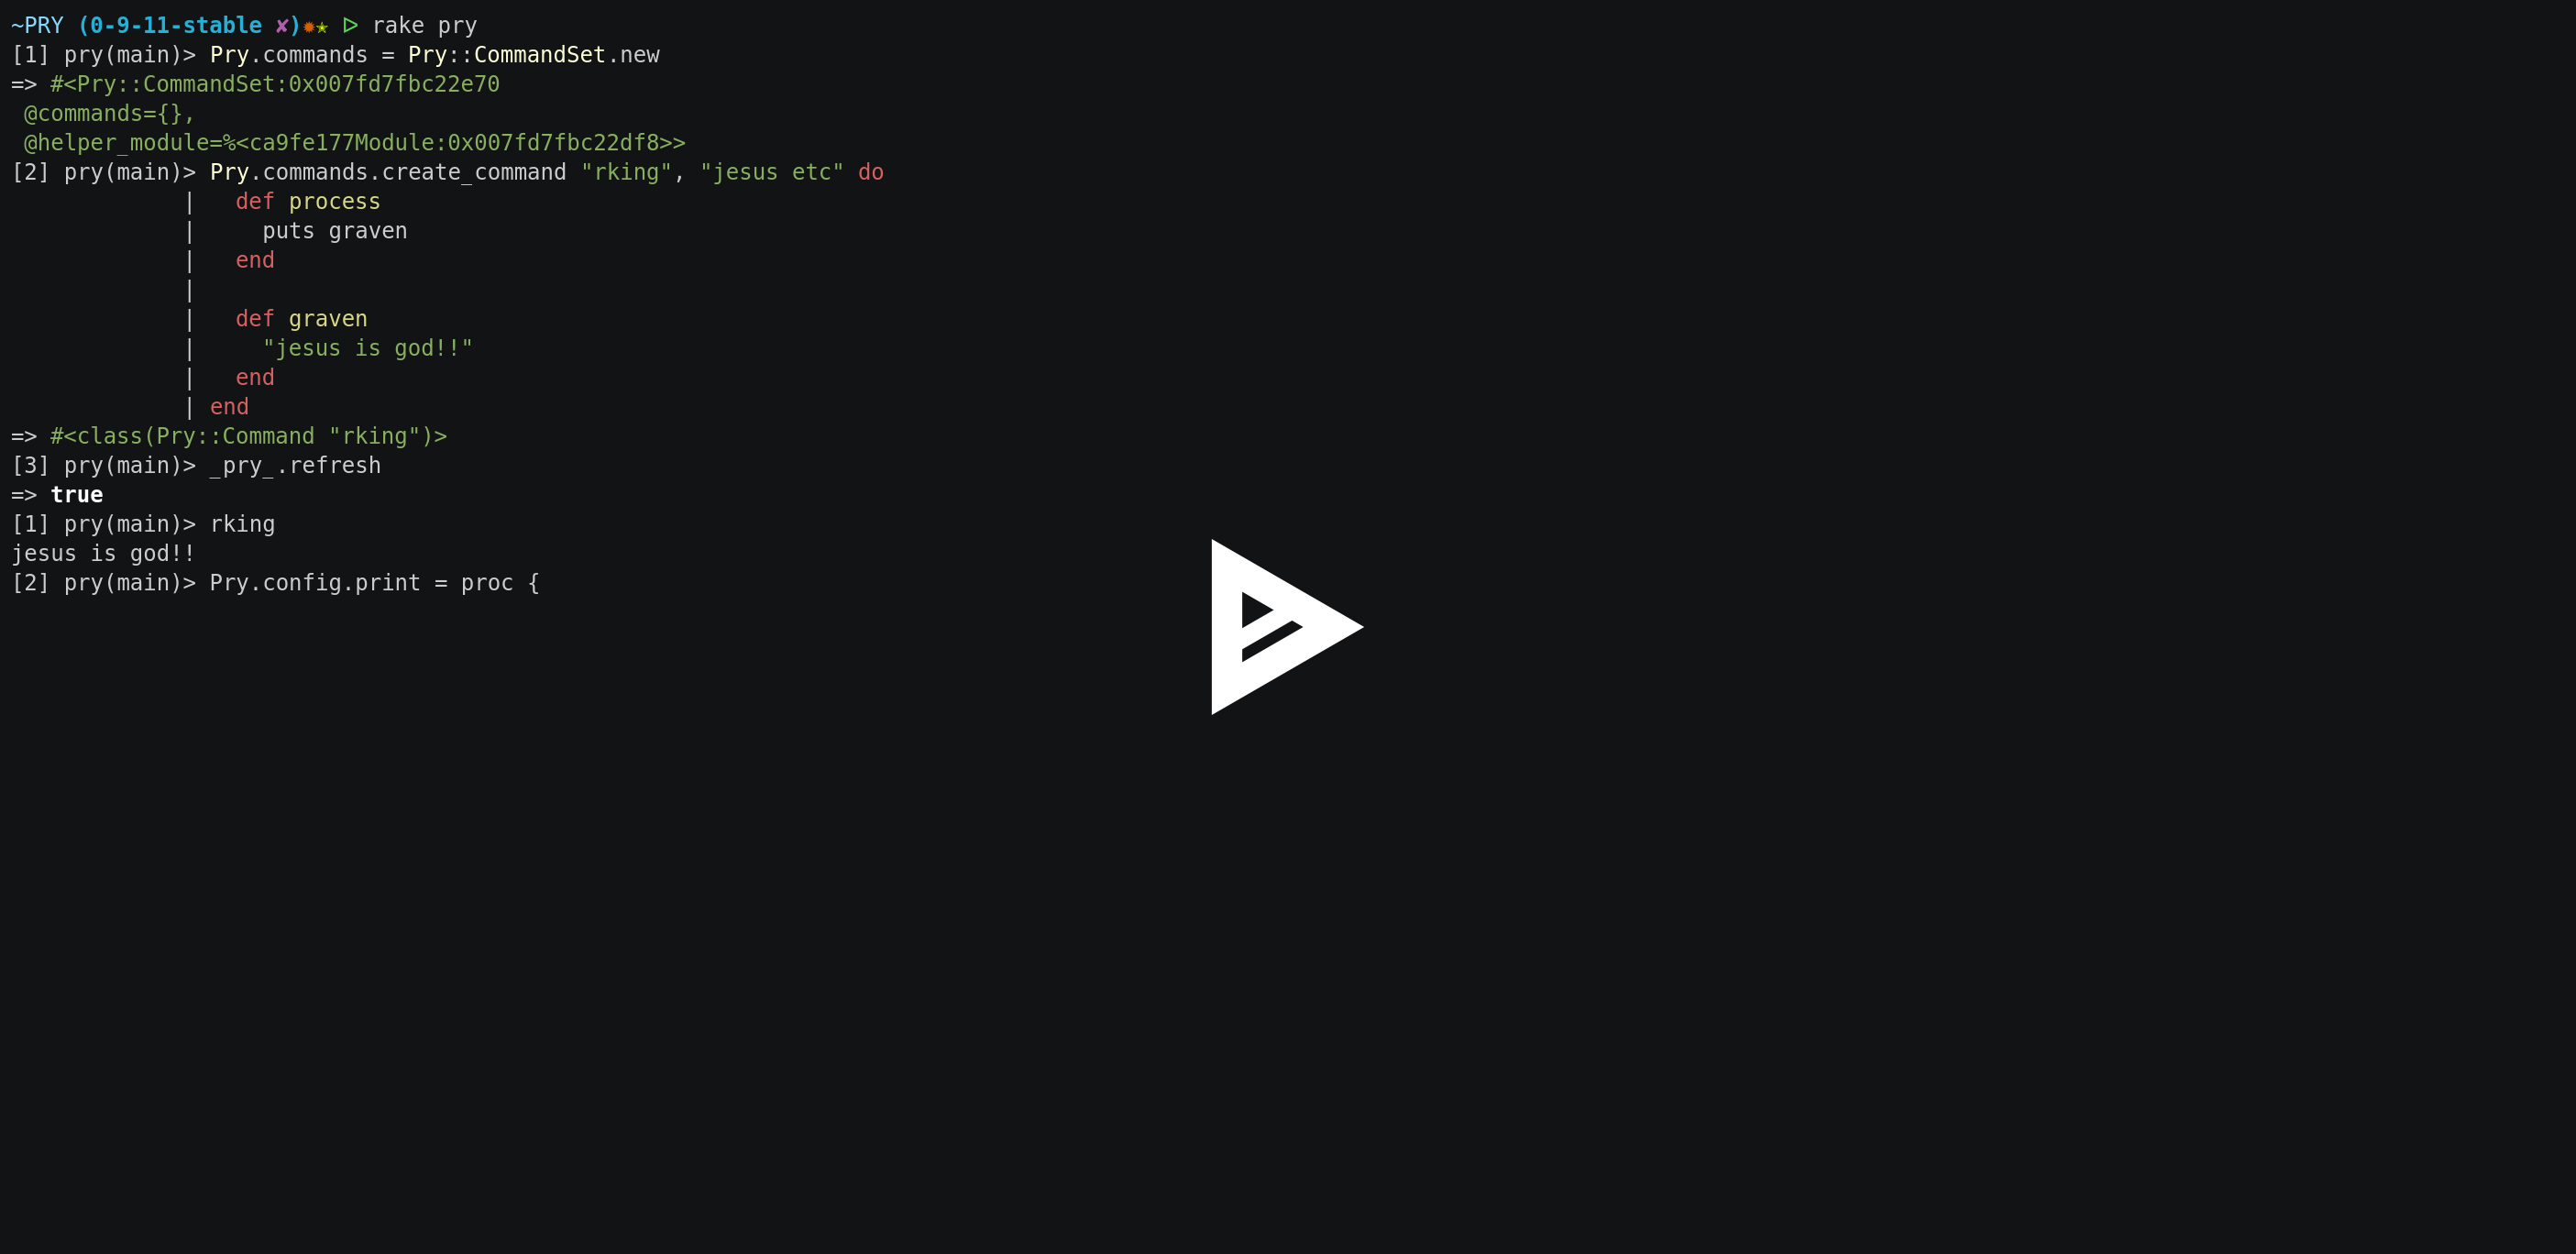 ~PRY (0-9-11-stable ✘)✹✭ ᐅ rake pry
[1] pry(main)> Pry.commands = Pry::CommandSet.new
=> #<Pry::CommandSet:0x007fd7fbc22e70
 @commands={},
 @helper_module=%<ca9fe177Module:0x007fd7fbc22df8>>
[2] pry(main)> Pry.commands.create_command "rking", "jesus etc" do
             |   def process
             |     puts graven
             |   end
             |
             |   def graven
             |     "jesus is god!!"
             |   end
             | end
=> #<class(Pry::Command "rking")>
[3] pry(main)> _pry_.refresh
=> true
[1] pry(main)> rking
jesus is god!!
[2] pry(main)> Pry.config.print = proc {